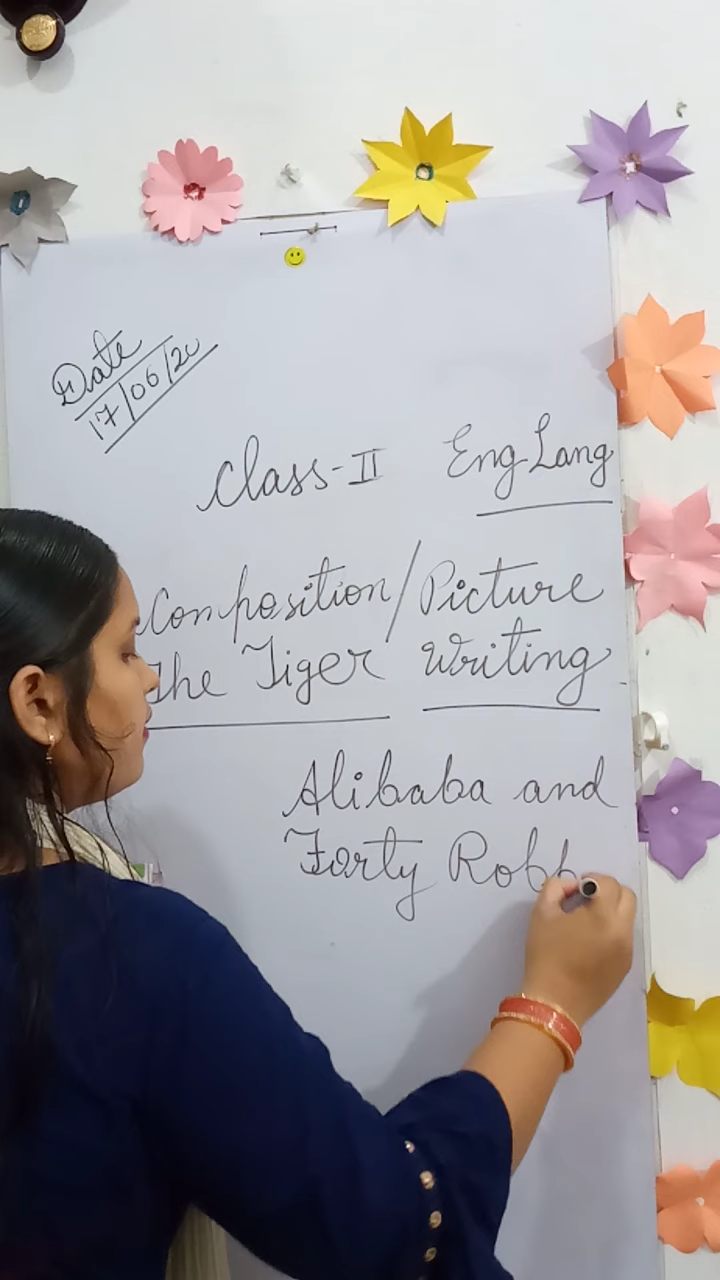 Date
17/06/20
Class-II Eng Lang
Composition/Picture
The Tiger Writing
Alibaba and
Forty Robb